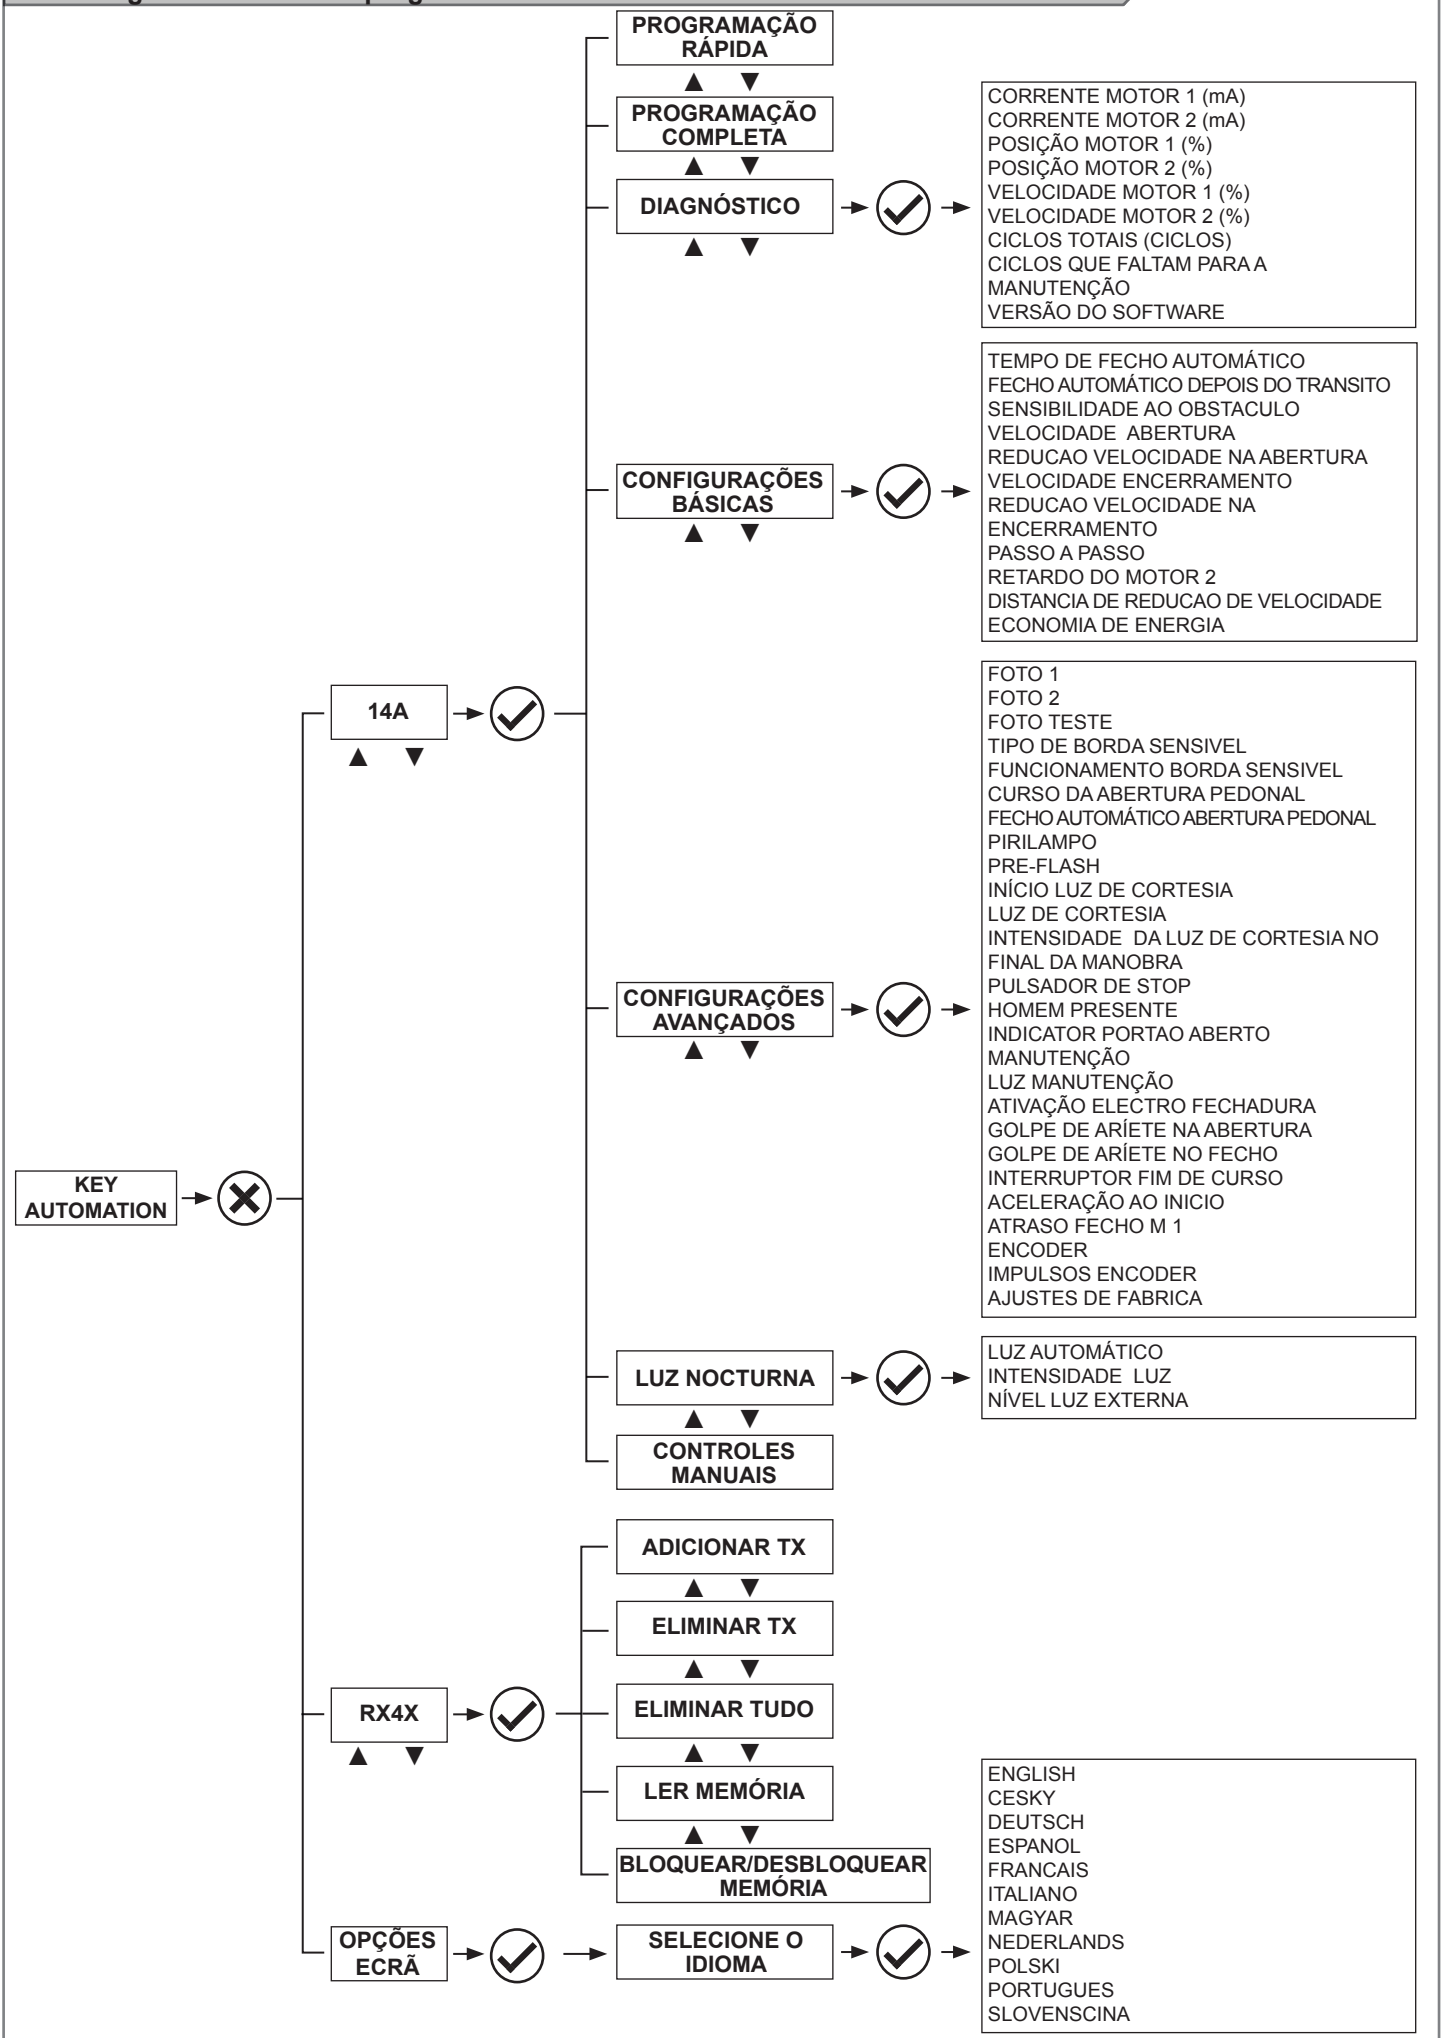 PROGRAMAÇÃO
RÁPIDA
PROGRAMAÇÃO
COMPLETA
DIAGNÓSTICO
CORRENTE MOTOR 1 (mA)
CORRENTE MOTOR 2 (mA)
POSIÇÃO MOTOR 1 (%)
POSIÇÃO MOTOR 2 (%)
VELOCIDADE MOTOR 1 (%)
VELOCIDADE MOTOR 2 (%)
CICLOS TOTAIS (CICLOS)
CICLOS QUE FALTAM PARA A
MANUTENÇÃO
VERSÃO DO SOFTWARE
CONFIGURAÇÕES
BÁSICAS
TEMPO DE FECHO AUTOMÁTICO
FECHO AUTOMÁTICO DEPOIS DO TRANSITO
SENSIBILIDADE AO OBSTACULO
VELOCIDADE ABERTURA
REDUCAO VELOCIDADE NA ABERTURA
VELOCIDADE ENCERRAMENTO
REDUCAO VELOCIDADE NA
ENCERRAMENTO
PASSO A PASSO
RETARDO DO MOTOR 2
DISTANCIA DE REDUCAO DE VELOCIDADE
ECONOMIA DE ENERGIA
14A
CONFIGURAÇÕES
AVANÇADOS
FOTO 1
FOTO 2
FOTO TESTE
TIPO DE BORDA SENSIVEL
FUNCIONAMENTO BORDA SENSIVEL
CURSO DA ABERTURA PEDONAL
FECHO AUTOMÁTICO ABERTURA PEDONAL
PIRILAMPO
PRE-FLASH
INÍCIO LUZ DE CORTESIA
LUZ DE CORTESIA
INTENSIDADE DA LUZ DE CORTESIA NO
FINAL DA MANOBRA
PULSADOR DE STOP
HOMEM PRESENTE
INDICATOR PORTAO ABERTO
MANUTENÇÃO
LUZ MANUTENÇÃO
ATIVAÇÃO ELECTRO FECHADURA
GOLPE DE ARÍETE NA ABERTURA
GOLPE DE ARÍETE NO FECHO
INTERRUPTOR FIM DE CURSO
ACELERAÇÃO AO INICIO
ATRASO FECHO M 1
ENCODER
IMPULSOS ENCODER
AJUSTES DE FABRICA
KEY
AUTOMATION
LUZ NOCTURNA
LUZ AUTOMÁTICO
INTENSIDADE LUZ
NÍVEL LUZ EXTERNA
CONTROLES
MANUAIS
ADICIONAR TX
ELIMINAR TX
RX4X
ELIMINAR TUDO
LER MEMÓRIA
BLOQUEAR/DESBLOQUEAR
MEMÓRIA
OPÇÕES
ECRÃ
SELECIONE O
IDIOMA
ENGLISH
CESKY
DEUTSCH
ESPANOL
FRANCAIS
ITALIANO
MAGYAR
NEDERLANDS
POLSKI
PORTUGUES
SLOVENSCINA